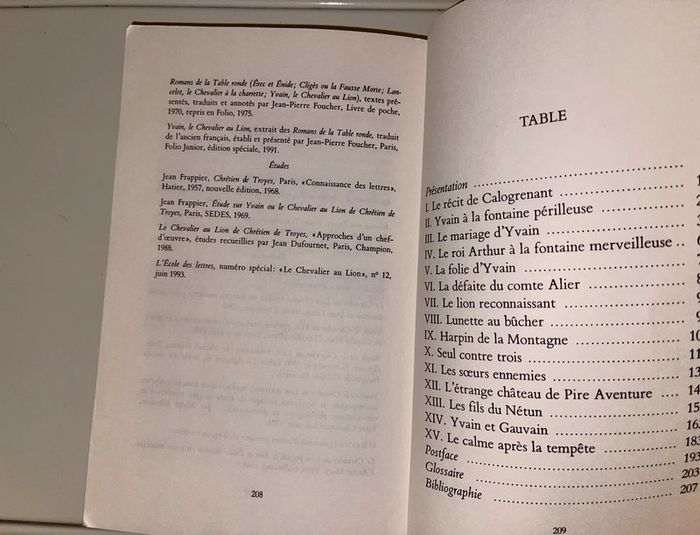 Romans de la Table ronde (Érec et Énide; Cligès ou la Fausse Morte; Lan-
celot, le Chevalier à la charrette; Yvain, le Chevalier au Lion), textes pré-
sentés, traduits et annotés par Jean-Pierre Foucher, Livre de poche,
1970, repris en Folio, 1975.
Yvain, le Chevalier au Lion, extrait des Romans de la Table ronde, traduit
de l'ancien français, établi et présenté par Jean-Pierre Foucher, Paris,
Folio Junior, édition spéciale, 1991.
Études
Jean Frappier, Chrétien de Troyes, Paris, «Connaissance des lettres»,
Hatier, 1957, nouvelle édition, 1968.
Jean Frappier, Étude sur Yvain ou le Chevalier au Lion de Chrétien de
Troyes, Paris, SEDES, 1969.
Le Chevalier au Lion de Chrétien de Troyes, «Approches d'un chef-
d'œuvre», études recueillies par Jean Dufournet, Paris, Champion,
1988.
L'École des lettres, numéro spécial: «Le Chevalier au Lion», nº 12,
juin 1993.
208
TABLE
Présentation
I. Le récit de Calogrenant
II. Yvain à la fontaine périlleuse
III. Le mariage d'Yvain
IV. Le roi Arthur à la fontaine merveilleuse
V. La folie d'Yvain
VI. La défaite du comte Alier
VII. Le lion reconnaissant
VIII. Lunette au bûcher
IX. Harpin de la Montagne
X. Seul contre trois
XI. Les sœurs ennemies
XII. L'étrange château de Pire Aventure
XIII. Les fils du Nétun
XIV. Yvain et Gauvain
XV. Le calme après la tempête
Postface 193
Glossaire 203
Bibliographie 207
209